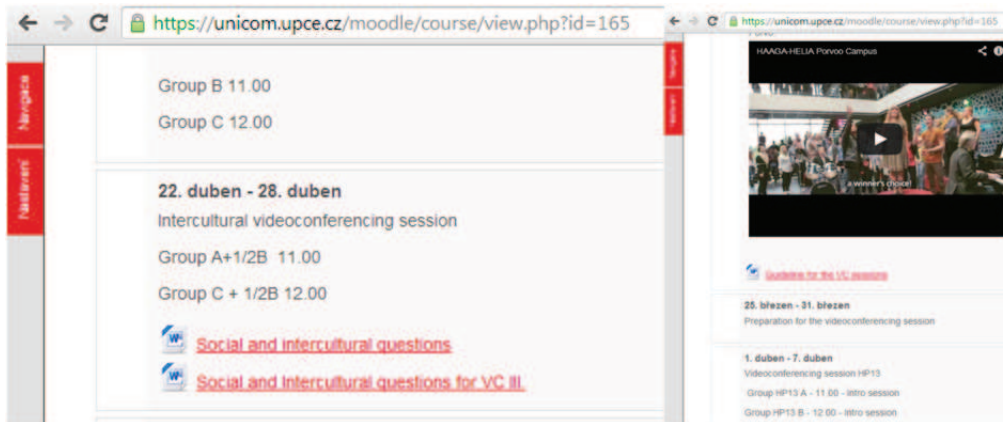 https://unicom.upce.cz/moodle/course/view.php?id=165
Navigace
Nastavení
Group B 11.00
Group C 12.00
22. duben - 28. duben
Intercultural videoconferencing session
Group A+1/2B 11.00
Group C + 1/2B 12.00
Social and intercultural questions
Social and Intercultural questions for VC III.
https://unicom.upce.cz/moodle/course/view.php?id=165
Navigace
Nastavení
HAAGA-HELIA Porvoo Campus
a winner's choice!
Guideline for the VC sessions
25. březen - 31. březen
Preparation for the videoconferencing session
1. duben - 7. duben
Videoconferencing session HP13
Group HP13 A - 11.00 - intro session
Group HP13 B - 12.00 - intro session